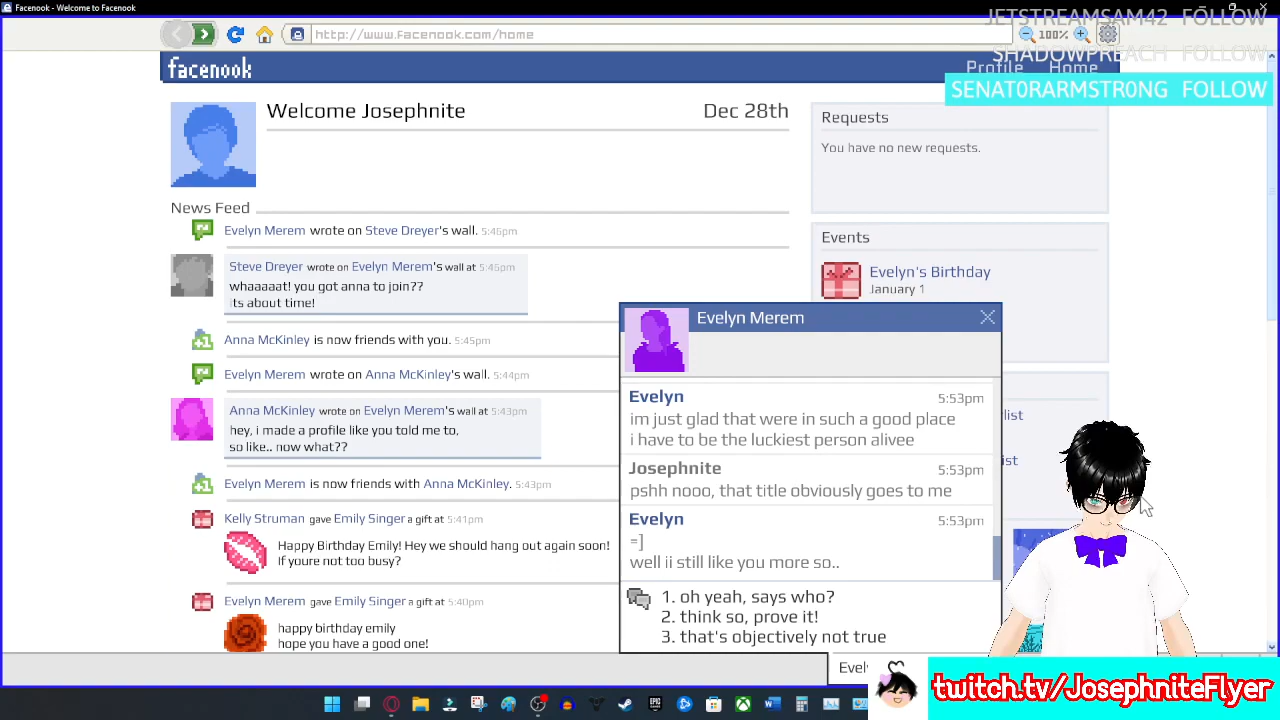 Facenook - Welcome to Facenook
JETSTREAMSAM42 FOLLOW
http://www.facenook.com/home
100%
SHADOWPREACH FOLLOW
facenook
Profile Home
SENAT0RARMSTR0NG FOLLOW
Welcome Josephnite
Dec 28th
News Feed
Evelyn Merem wrote on Steve Dreyer's wall. 5:46pm
Steve Dreyer wrote on Evelyn Merem's wall at 5:46pm
whaaaaat! you got anna to join??
its about time!
Anna McKinley is now friends with you. 5:45pm
Evelyn Merem wrote on Anna McKinley's wall. 5:44pm
Anna McKinley wrote on Evelyn Merem's wall at 5:43pm
hey, i made a profile like you told me to,
so like.. now what??
Evelyn Merem is now friends with Anna McKinley. 5:43pm
Kelly Struman gave Emily Singer a gift at 5:41pm
Happy Birthday Emily! Hey we should hang out again soon!
If youre not too busy?
Evelyn Merem gave Emily Singer a gift at 5:40pm
happy birthday emily
hope you have a good one!
Requests
You have no new requests.
Events
Evelyn's Birthday
January 1
Evelyn Merem
Evelyn 5:53pm
im just glad that were in such a good place
i have to be the luckiest person alivee
Josephnite 5:53pm
pshh nooo, that title obviously goes to me
Evelyn 5:53pm
=]
well ii still like you more so..
1. oh yeah, says who?
2. think so, prove it!
3. that's objectively not true
Evel
twitch.tv/JosephniteFlyer